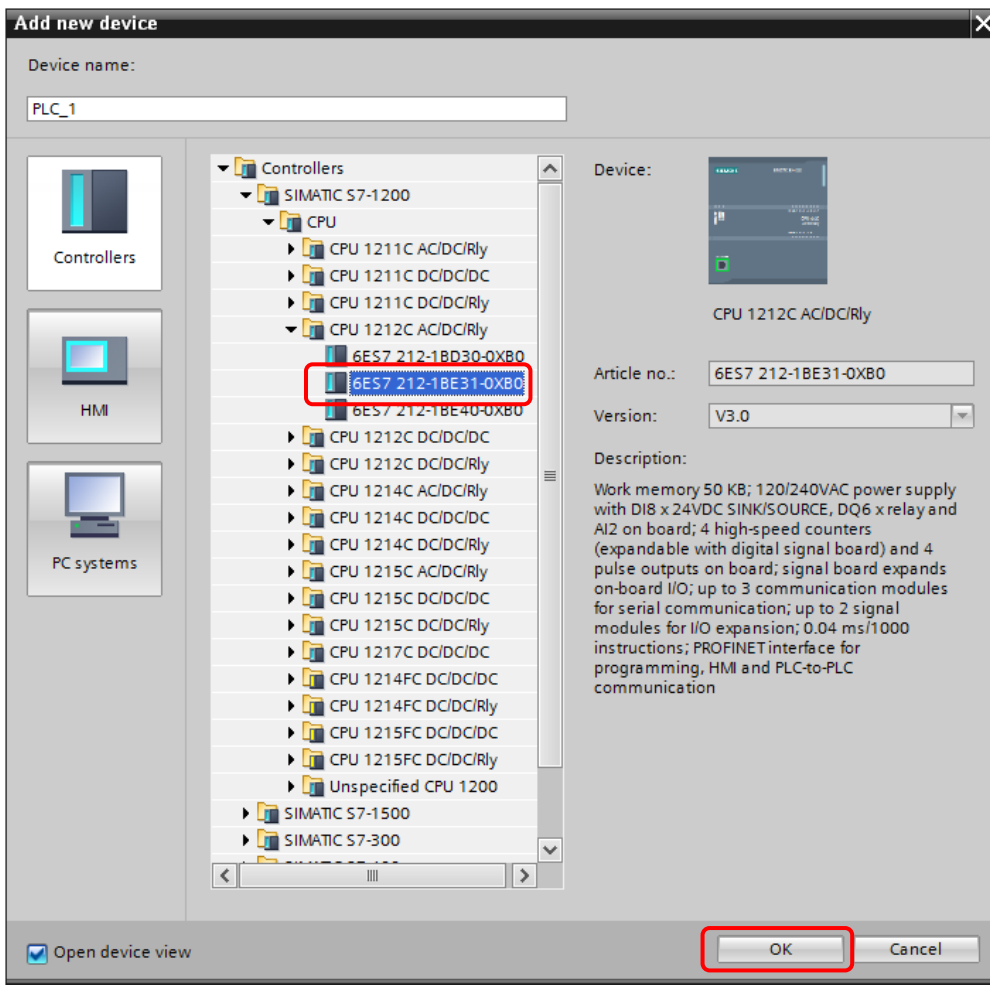 Add new device
Device name:
PLC_1
Controllers
HMI
PC systems
Controllers
SIMATIC S7-1200
CPU
CPU 1211C AC/DC/Rly
CPU 1211C DC/DC/DC
CPU 1211C DC/DC/Rly
CPU 1212C AC/DC/Rly
6ES7 212-1BD30-0XB0
6ES7 212-1BE31-0XB0
6ES7 212-1BE40-0XB0
CPU 1212C DC/DC/DC
CPU 1212C DC/DC/Rly
CPU 1214C AC/DC/Rly
CPU 1214C DC/DC/DC
CPU 1214C DC/DC/Rly
CPU 1215C AC/DC/Rly
CPU 1215C DC/DC/DC
CPU 1215C DC/DC/Rly
CPU 1217C DC/DC/DC
CPU 1214FC DC/DC/DC
CPU 1214FC DC/DC/Rly
CPU 1215FC DC/DC/DC
CPU 1215FC DC/DC/Rly
Unspecified CPU 1200
SIMATIC S7-1500
SIMATIC S7-300
Device:
CPU 1212C AC/DC/Rly
Article no.:
6ES7 212-1BE31-0XB0
Version:
V3.0
Description:
Work memory 50 KB; 120/240VAC power supply
with DI8 x 24VDC SINK/SOURCE, DQ6 x relay and
AI2 on board; 4 high-speed counters
(expandable with digital signal board) and 4
pulse outputs on board; signal board expands
on-board I/O; up to 3 communication modules
for serial communication; up to 2 signal
modules for I/O expansion; 0.04 ms/1000
instructions; PROFINET interface for
programming, HMI and PLC-to-PLC
communication
Open device view
OK
Cancel